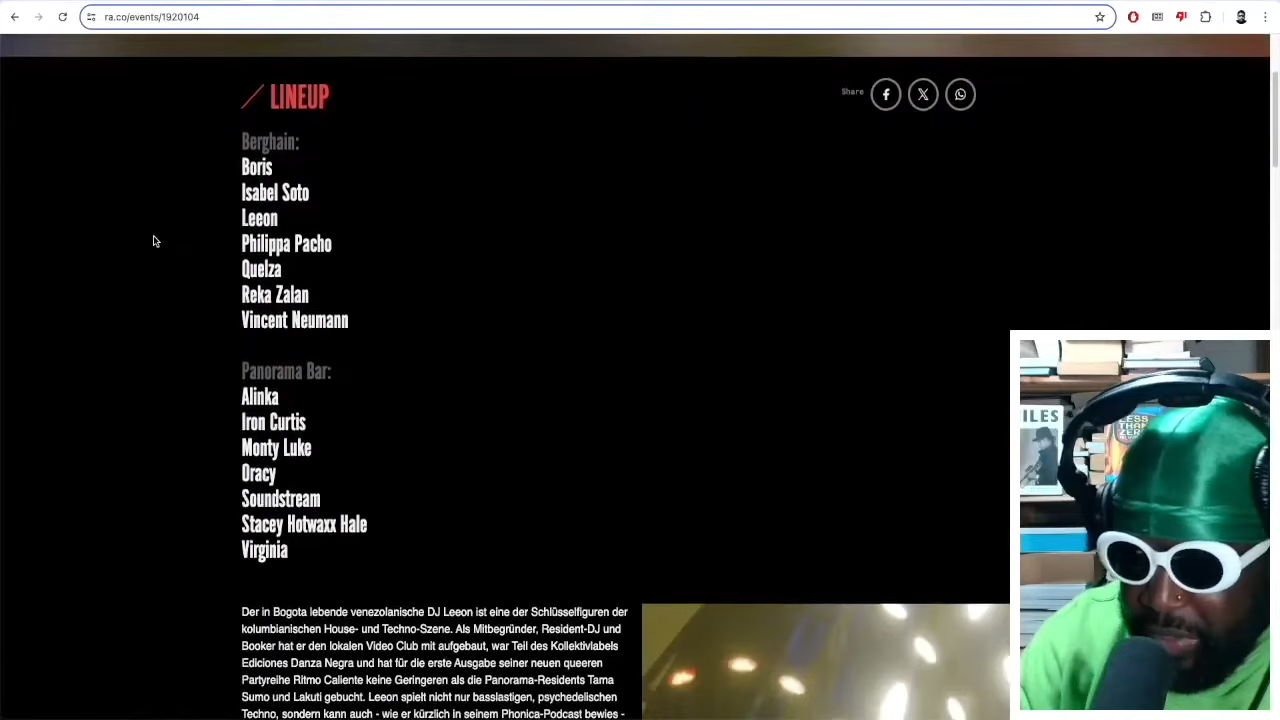 ra.co/events/1920104
LINEUP
Share
Berghain:
Boris
Isabel Soto
Leeon
Philippa Pacho
Quelza
Reka Zalan
Vincent Neumann
Panorama Bar:
Alinka
Iron Curtis
Monty Luke
Oracy
Soundstream
Stacey Hotwaxx Hale
Virginia
Der in Bogota lebende venezolanische DJ Leeon ist eine der Schlüsselfiguren der
kolumbianischen House- und Techno-Szene. Als Mitbegründer, Resident-DJ und
Booker hat er den lokalen Video Club mit aufgebaut, war Teil des Kollektivlabels
Ediciones Danza Negra und hat für die erste Ausgabe seiner neuen queeren
Partyreihe Ritmo Caliente keine Geringeren als die Panorama-Residents Tama
Sumo und Lakuti gebucht. Leeon spielt nicht nur basslastigen, psychedelischen
Techno, sondern kann auch - wie er kürzlich in seinem Phonica-Podcast bewies -
ILES
LESS
THAN
ZER